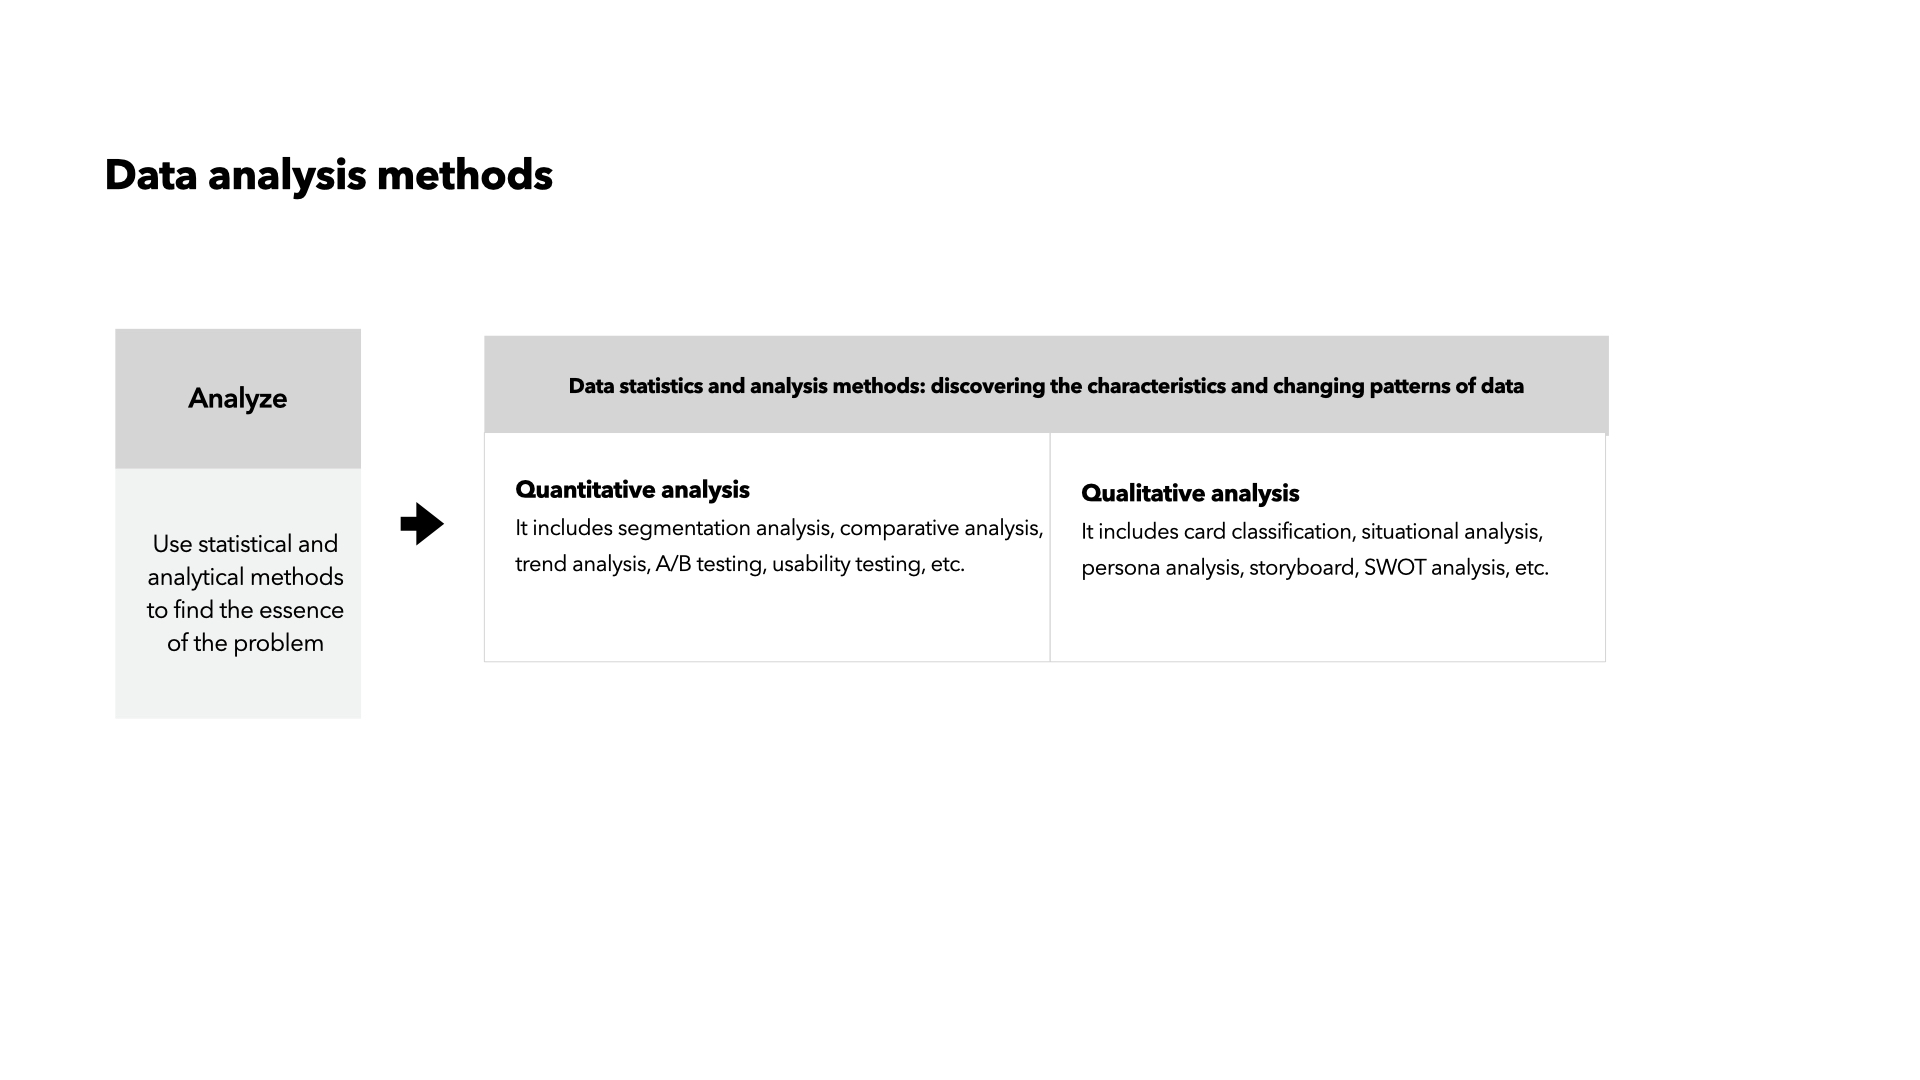 Data analysis methods
Analyze
Use statistical and
analytical methods
to find the essence
of the problem
Data statistics and analysis methods: discovering the characteristics and changing patterns of data
Quantitative analysis
It includes segmentation analysis, comparative analysis,
trend analysis, A/B testing, usability testing, etc.
Qualitative analysis
It includes card classification, situational analysis,
persona analysis, storyboard, SWOT analysis, etc.